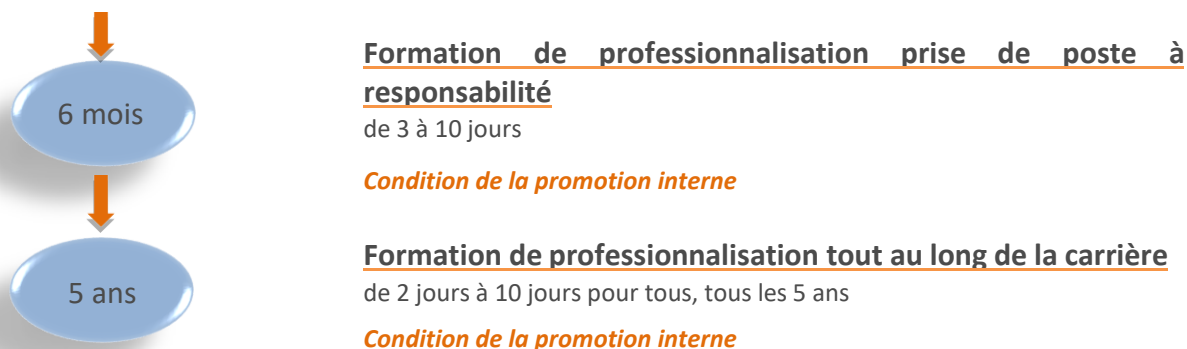 6 mois
Formation de professionnalisation prise de poste à
responsabilité
de 3 à 10 jours
Condition de la promotion interne
5 ans
Formation de professionnalisation tout au long de la carrière
de 2 jours à 10 jours pour tous, tous les 5 ans
Condition de la promotion interne